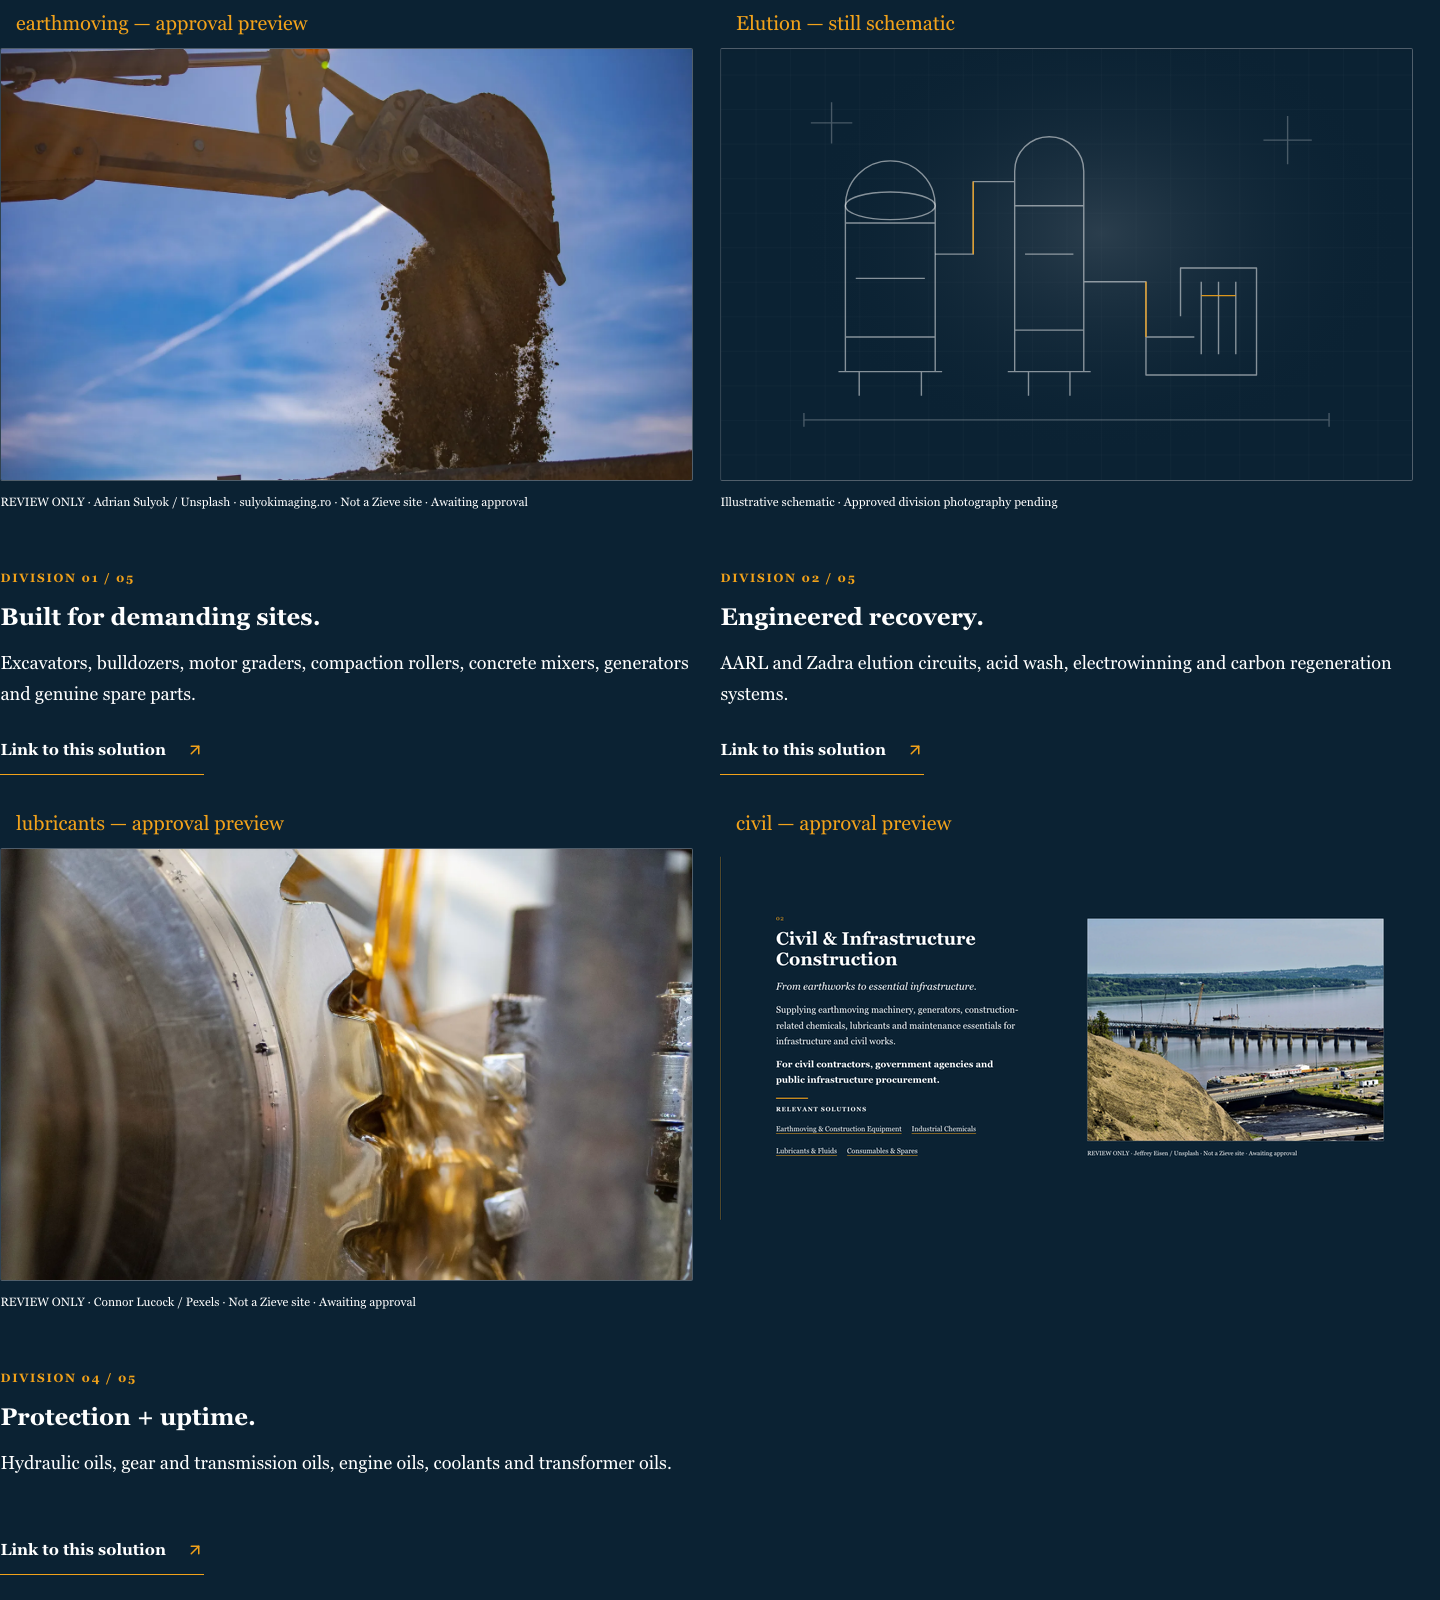 earthmoving — approval preview
REVIEW ONLY · Adrian Sulyok / Unsplash · sulyokimaging.ro · Not a Zieve site · Awaiting approval
DIVISION 01 / 05
Built for demanding sites.
Excavators, bulldozers, motor graders, compaction rollers, concrete mixers, generators
and genuine spare parts.
Link to this solution
Elution — still schematic
Illustrative schematic · Approved division photography pending
DIVISION 02 / 05
Engineered recovery.
AARL and Zadra elution circuits, acid wash, electrowinning and carbon regeneration
systems.
Link to this solution
lubricants — approval preview
REVIEW ONLY · Connor Lucock / Pexels · Not a Zieve site · Awaiting approval
DIVISION 04 / 05
Protection + uptime.
Hydraulic oils, gear and transmission oils, engine oils, coolants and transformer oils.
Link to this solution
civil — approval preview
02
Civil & Infrastructure
Construction
From earthworks to essential infrastructure.
Supplying earthmoving machinery, generators, construction-
related chemicals, lubricants and maintenance essentials for
infrastructure and civil works.
For civil contractors, government agencies and
public infrastructure procurement.
RELEVANT SOLUTIONS
Earthmoving & Construction Equipment Industrial Chemicals
Lubricants & Fluids Consumables & Spares
REVIEW ONLY · Jeffrey Eisen / Unsplash · Not a Zieve site · Awaiting approval